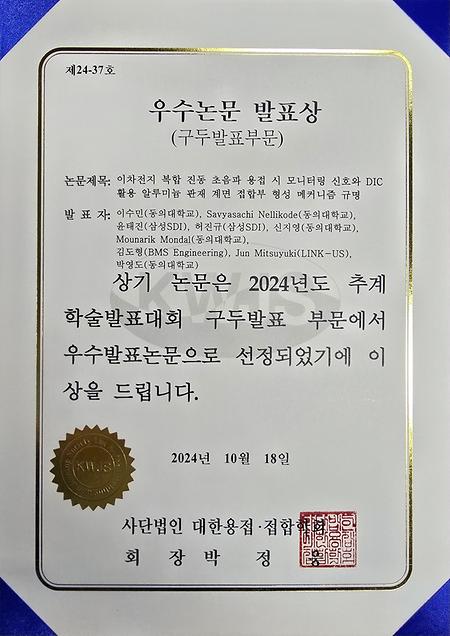 제24-37호
우수논문 발표상
(구두발표부문)
논문제목: 이차전지 복합 진동 초음파 용접 시 모니터링 신호와 DIC
활용 알루미늄 판재 계면 접합부 형성 메커니즘 규명
발 표 자: 이수민(동의대학교), Savyasachi Nellikode(동의대학교),
윤태진(삼성SDI), 허진규(삼성SDI), 신지영(동의대학교),
Mounarik Mondal(동의대학교),
김도형(BMS Engineering), Jun Mitsuyuki(LINK-US),
박영도(동의대학교)
상기 논문은 2024년도 추계
학술발표대회 구두발표 부문에서
우수발표논문으로 선정되었기에 이
상을 드립니다.
KWJS
KWJS
2024년 10월 18일
사단법인 대한용접·접합학회
회 장 박 정 웅